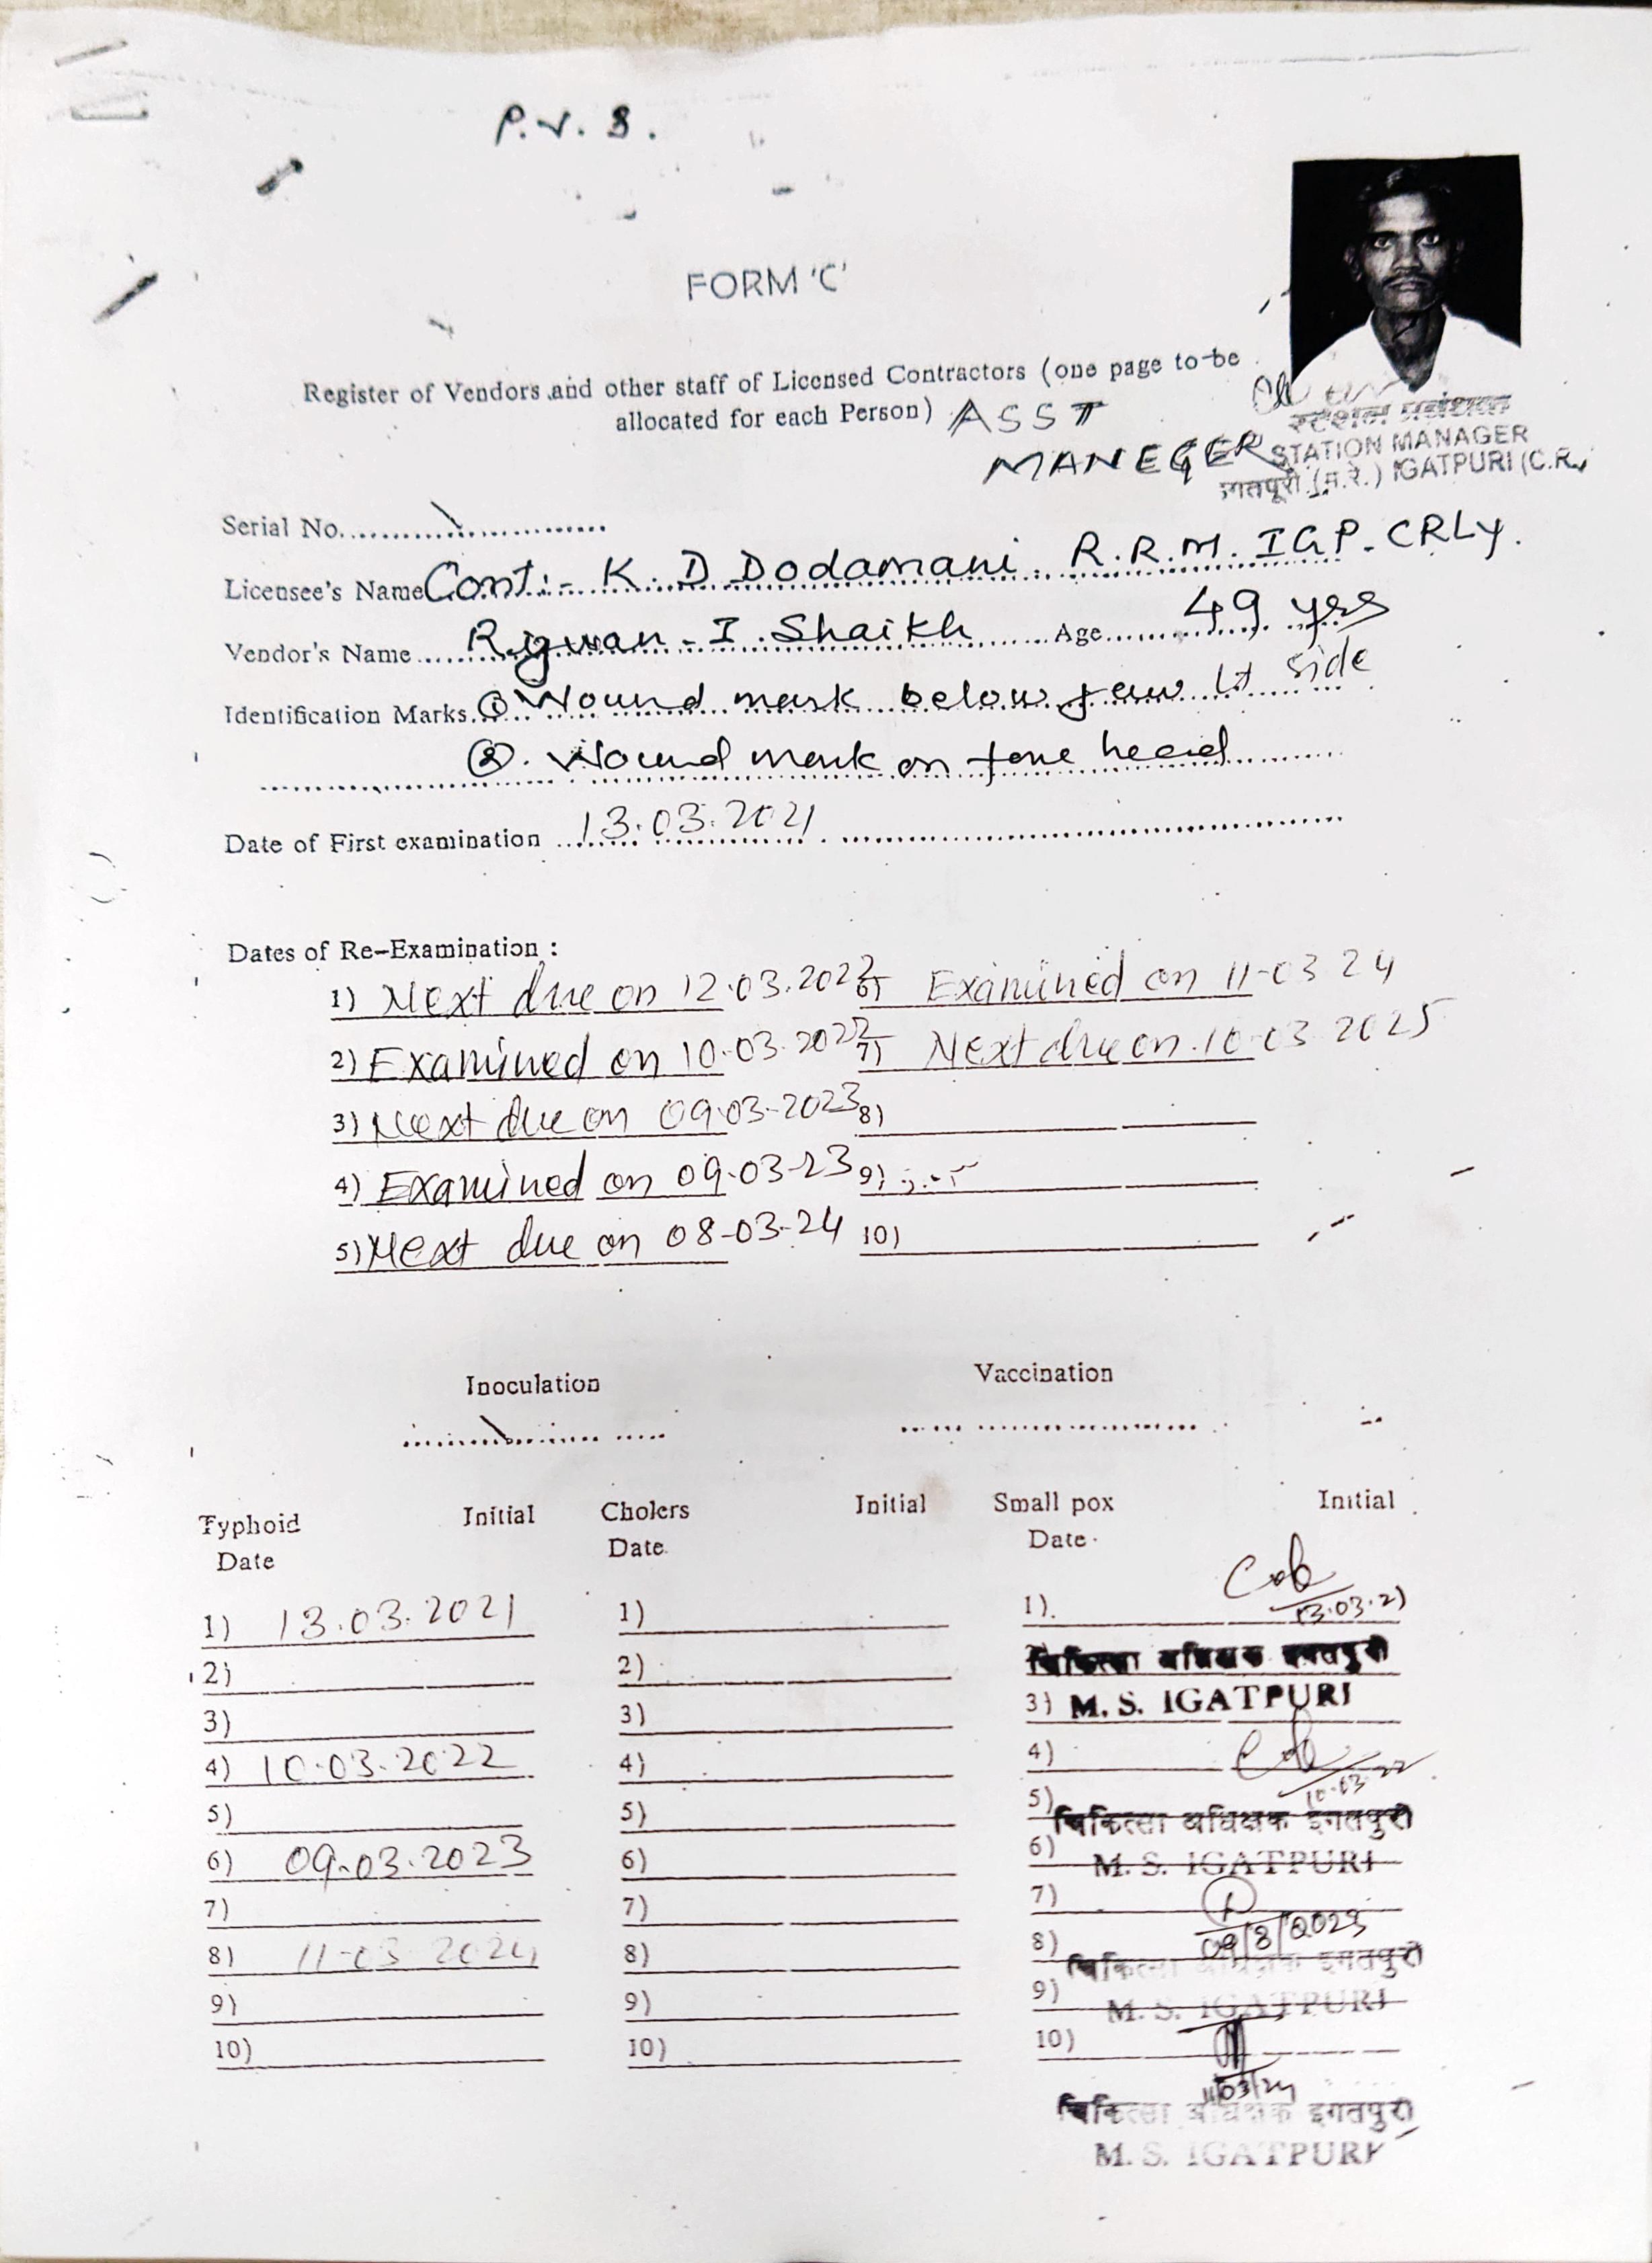 P.V.B.
FORM 'C'
Register of Vendors and other staff of Licensed Contractors (one page to be
allocated for each Person) ASST
MANEGER
स्टेशन प्रबंधक
STATION MANAGER
इगतपूरी (म.रे.) IGATPURI (C.R.)
Serial No.
Licensee's Name Cont:- K. D Dodamani. R.R.M. IGP. CRLy.
Vendor's Name Rizwan - I. Shaikh Age 49 yrs
Identification Marks ① Wound mark below jaw Lt side
②. Wound mark on fore head
Date of First examination 13.03.2021
Dates of Re-Examination :
1) Next due on 12.03.2022 6) Examined on 11-03 24
2) Examined on 10.03.2022 7) Next due on 10-03 2025
3) Next due on 09.03-2023 8)
4) Examined on 09.03-23 9)
5) Next due on 08-03-24 10)
Inoculation Vaccination
Typhoid Initial Cholers Initial Small pox Initial
Date Date. Date
1) 13.03.2021 1) 1). 13.03.21
2) 2) चिकित्सा अधिक्षक इगतपुरी
3) 3) 3) M. S. IGATPURI
4) 10.03.2022 4) 4) 10.03.22
5) 5) 5) चिकित्सा अधिक्षक इगतपुरी
6) 09.03.2023 6) 6) M. S. IGATPURI
7) 7) 7)
8) 11-03 2024 8) 8) 09/3/2023
चिकित्सा अधिक्षक इगतपुरी
9) 9) 9) M. S. IGATPURI
10) 10) 10)
11/03/24
चिकित्सा अधिक्षक इगतपुरी
M. S. IGATPURI